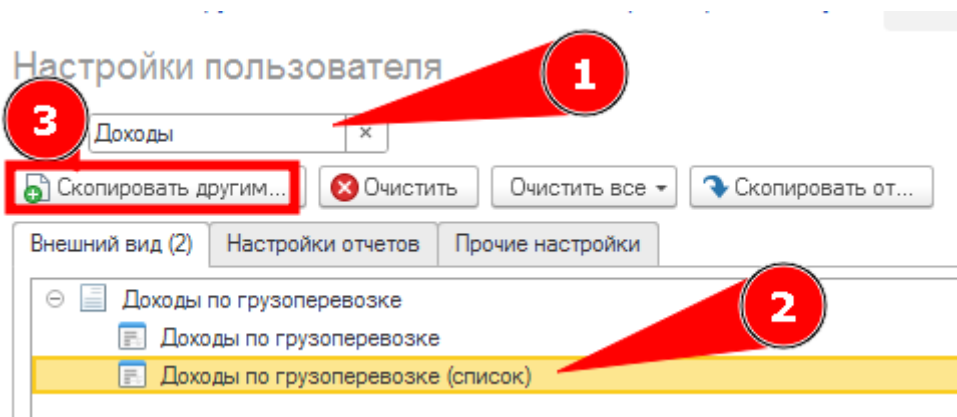 Настройки пользователя
1
3
Доходы ×
Скопировать другим... Очистить Очистить все Скопировать от...
Внешний вид (2) Настройки отчетов Прочие настройки
Доходы по грузоперевозке
2
Доходы по грузоперевозке
Доходы по грузоперевозке (список)